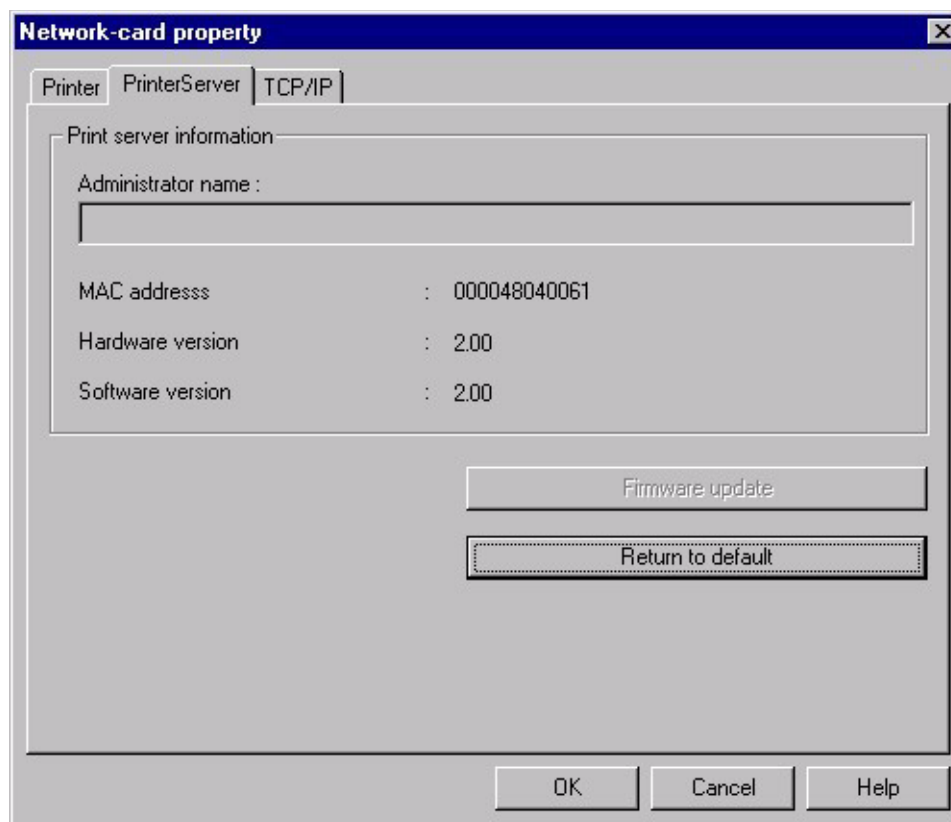 Network-card property
Printer PrinterServer TCP/IP
Print server information
Administrator name :
MAC addresss : 000048040061
Hardware version : 2.00
Software version : 2.00
Firmware update
Return to default
OK Cancel Help